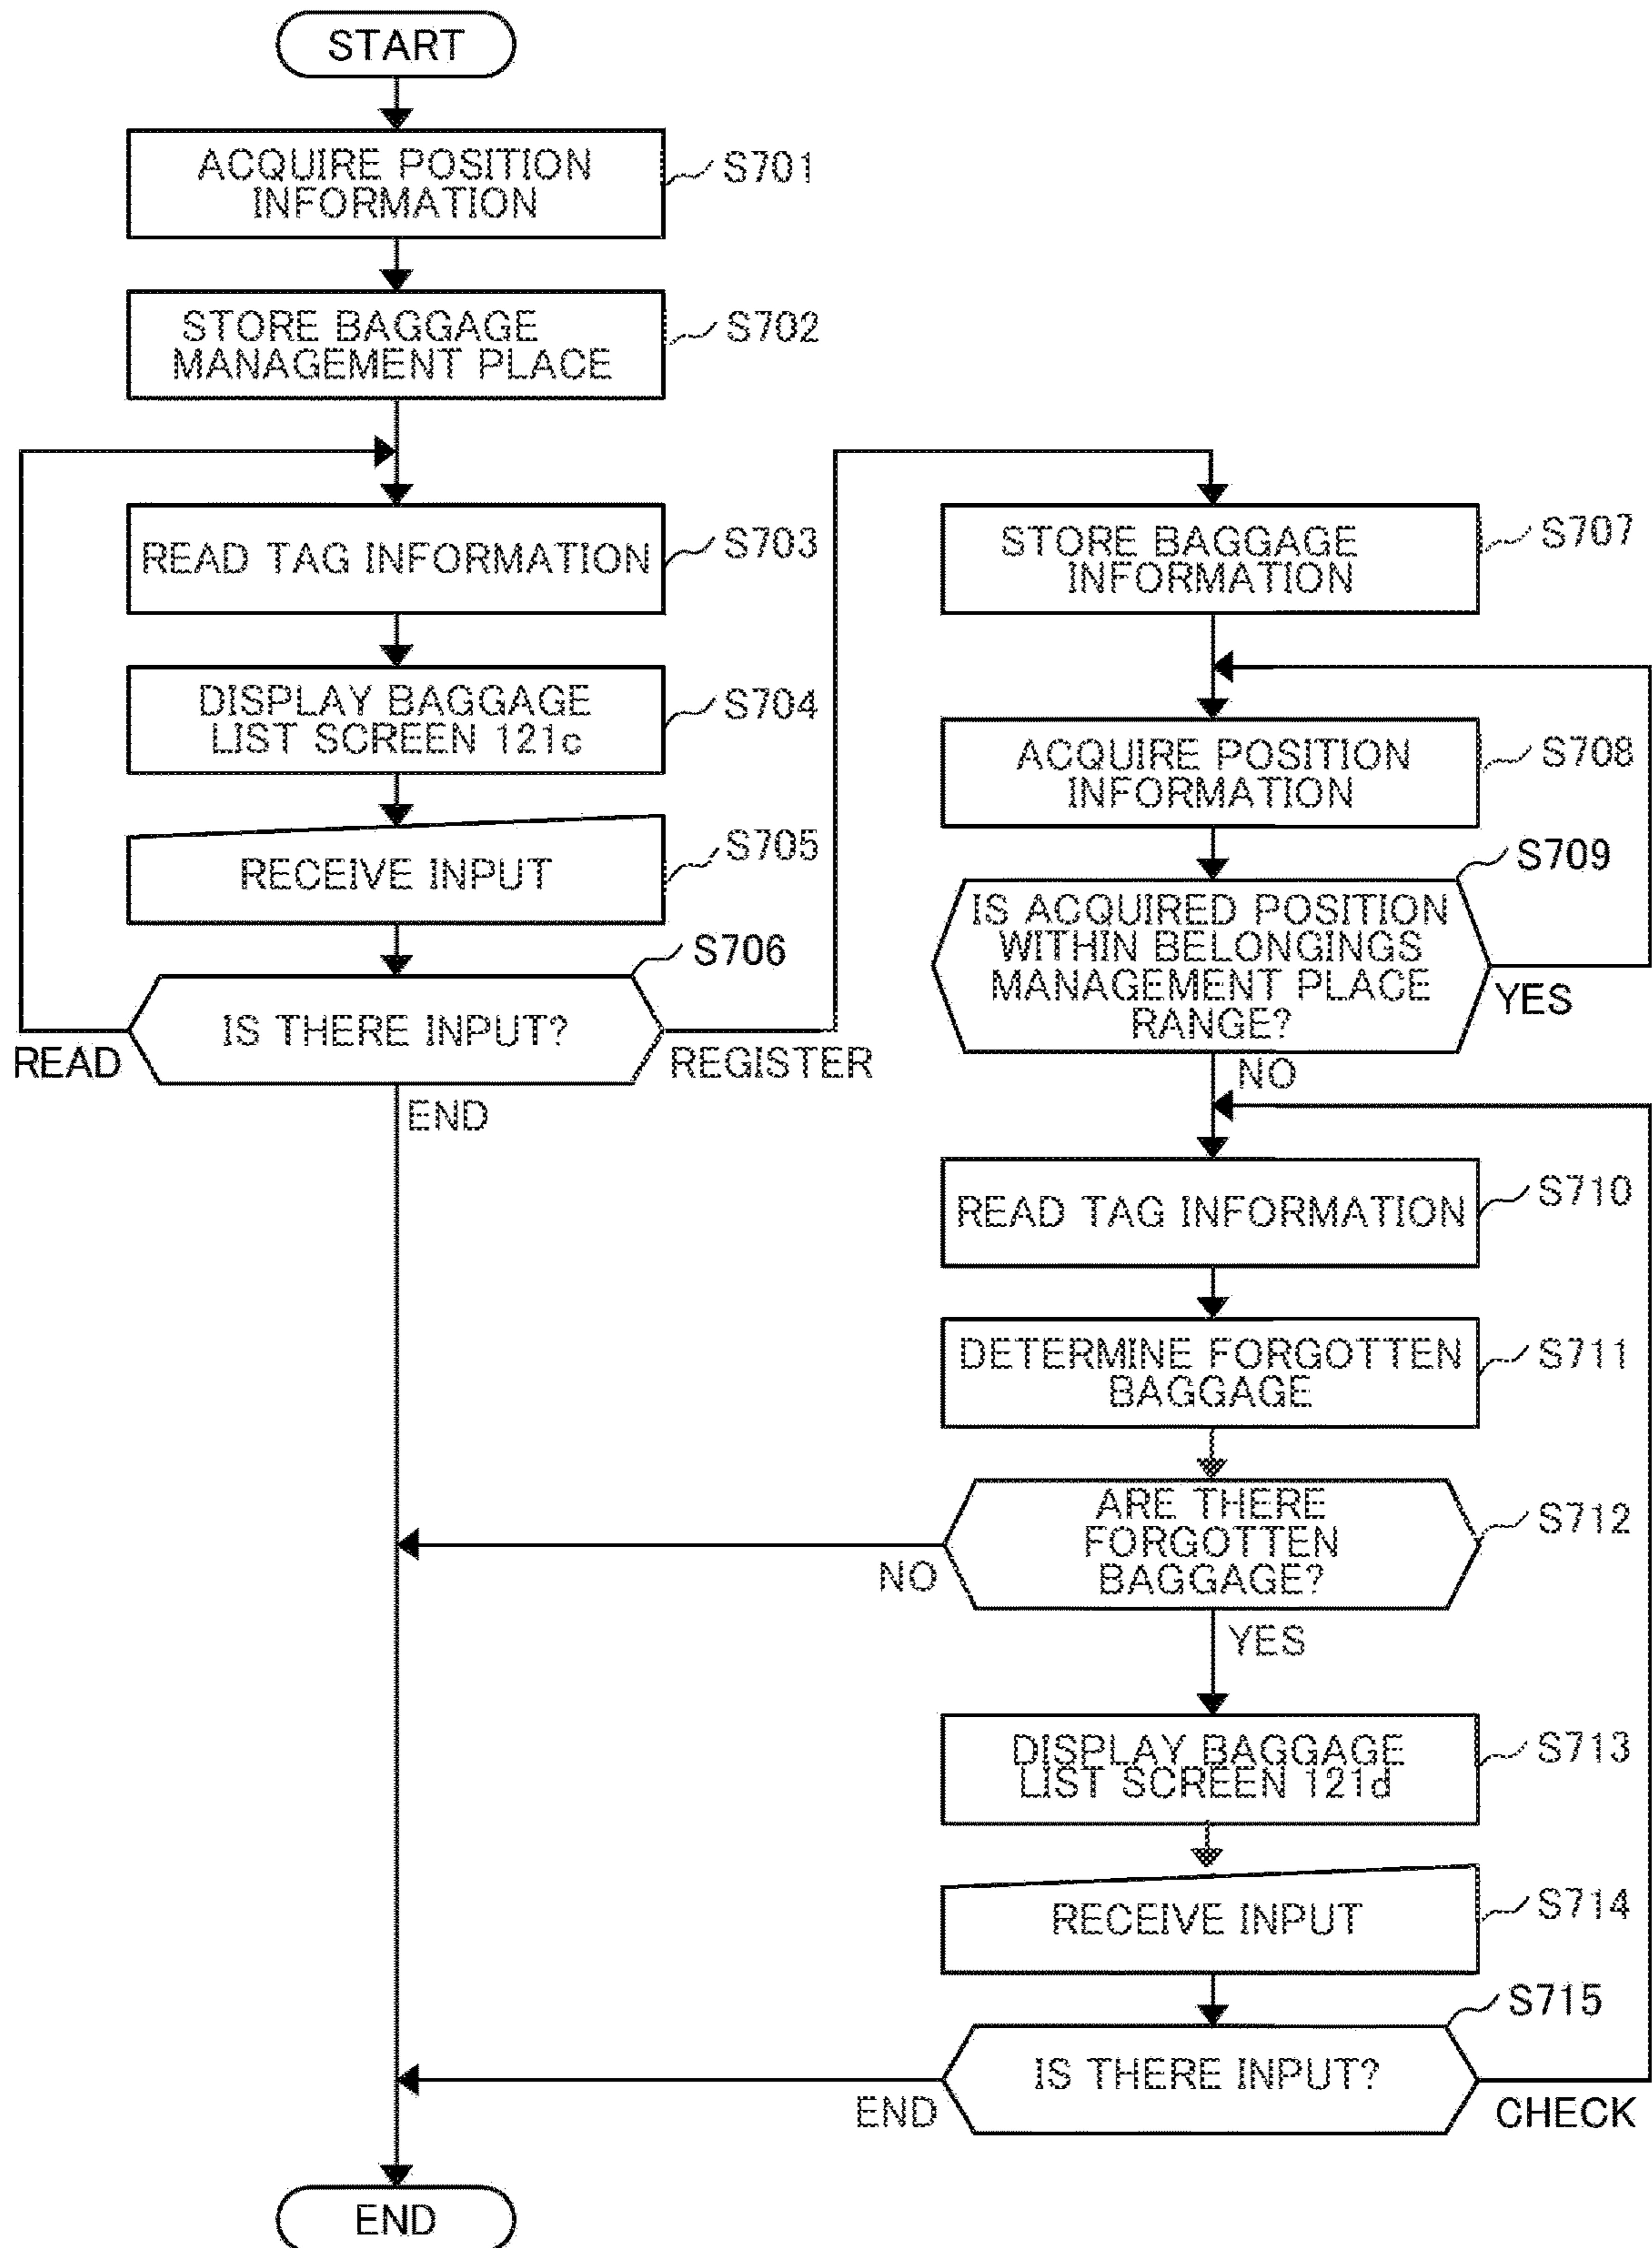 START
ACQUIRE POSITION
INFORMATION
S701
STORE BAGGAGE
MANAGEMENT PLACE
S702
READ TAG INFORMATION
S703
DISPLAY BAGGAGE
LIST SCREEN 121c
S704
RECEIVE INPUT
S705
IS THERE INPUT?
S706
READ
REGISTER
END
STORE BAGGAGE
INFORMATION
S707
ACQUIRE POSITION
INFORMATION
S708
IS ACQUIRED POSITION
WITHIN BELONGINGS
MANAGEMENT PLACE
RANGE?
S709
YES
NO
READ TAG INFORMATION
S710
DETERMINE FORGOTTEN
BAGGAGE
S711
ARE THERE
FORGOTTEN
BAGGAGE?
S712
NO
YES
DISPLAY BAGGAGE
LIST SCREEN 121d
S713
RECEIVE INPUT
S714
IS THERE INPUT?
S715
END
CHECK
END